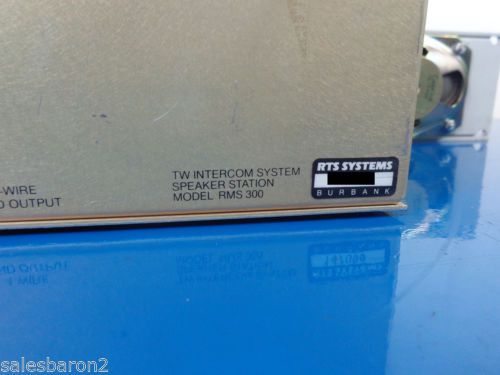 -WIRE
OUTPUT
TW INTERCOM SYSTEM
SPEAKER STATION
MODEL RMS 300
RTS SYSTEMS
BURBANK
salesbaron2